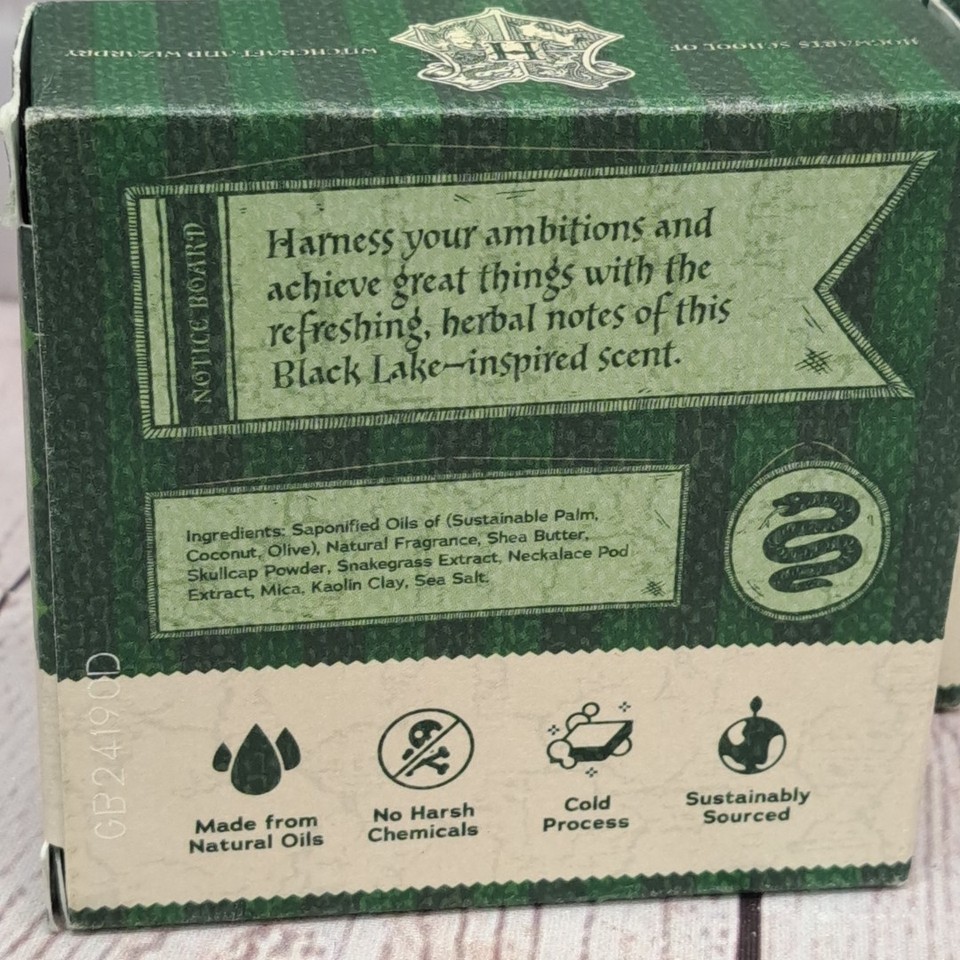 HOGWARTS SCHOOL OF
WITCHCRAFT AND WIZARDRY
H
NOTICE BOARD
Harness your ambitions and
achieve great things with the
refreshing, herbal notes of this
Black Lake–inspired scent.
Ingredients: Saponified Oils of (Sustainable Palm,
Coconut, Olive), Natural Fragrance, Shea Butter,
Skullcap Powder, Snakegrass Extract, Neckalace Pod
Extract, Mica, Kaolin Clay, Sea Salt.
GB24190D
Made from
Natural Oils
No Harsh
Chemicals
Cold
Process
Sustainably
Sourced